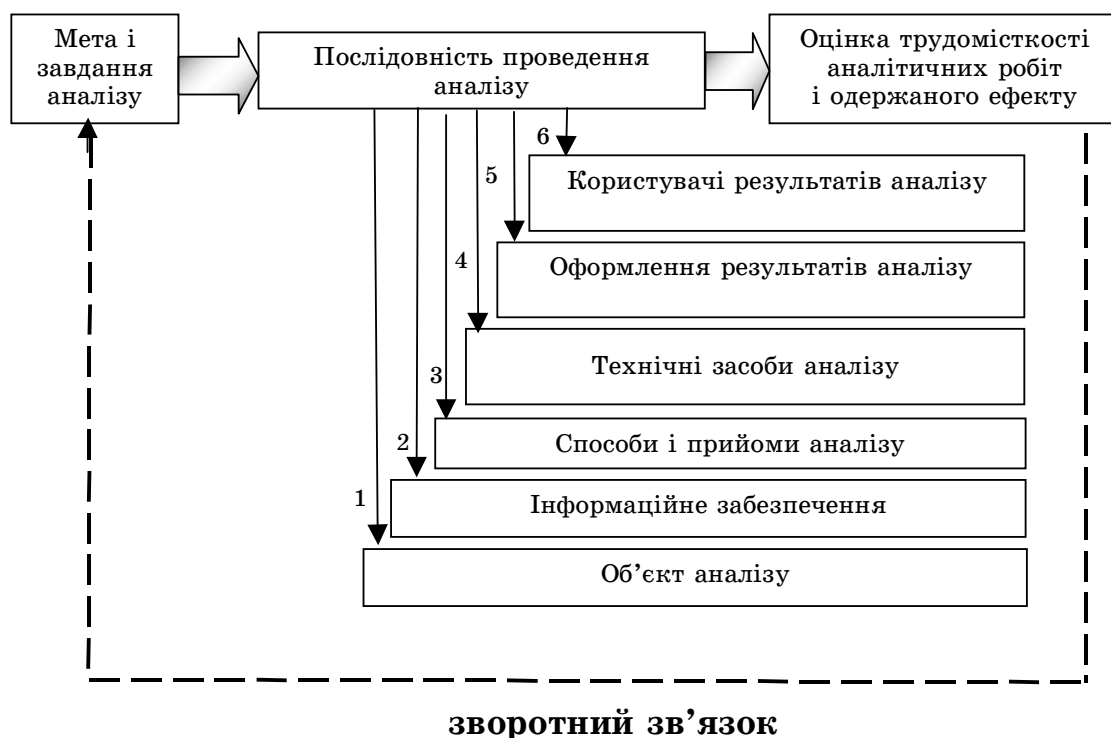 Мета і
завдання
аналізу
Послідовність проведення
аналізу
Оцінка трудомісткості
аналітичних робіт
і одержаного ефекту
6
Користувачі результатів аналізу
5
Оформлення результатів аналізу
4
Технічні засоби аналізу
3
Способи і прийоми аналізу
2
Інформаційне забезпечення
1
Об’єкт аналізу
зворотний зв’язок